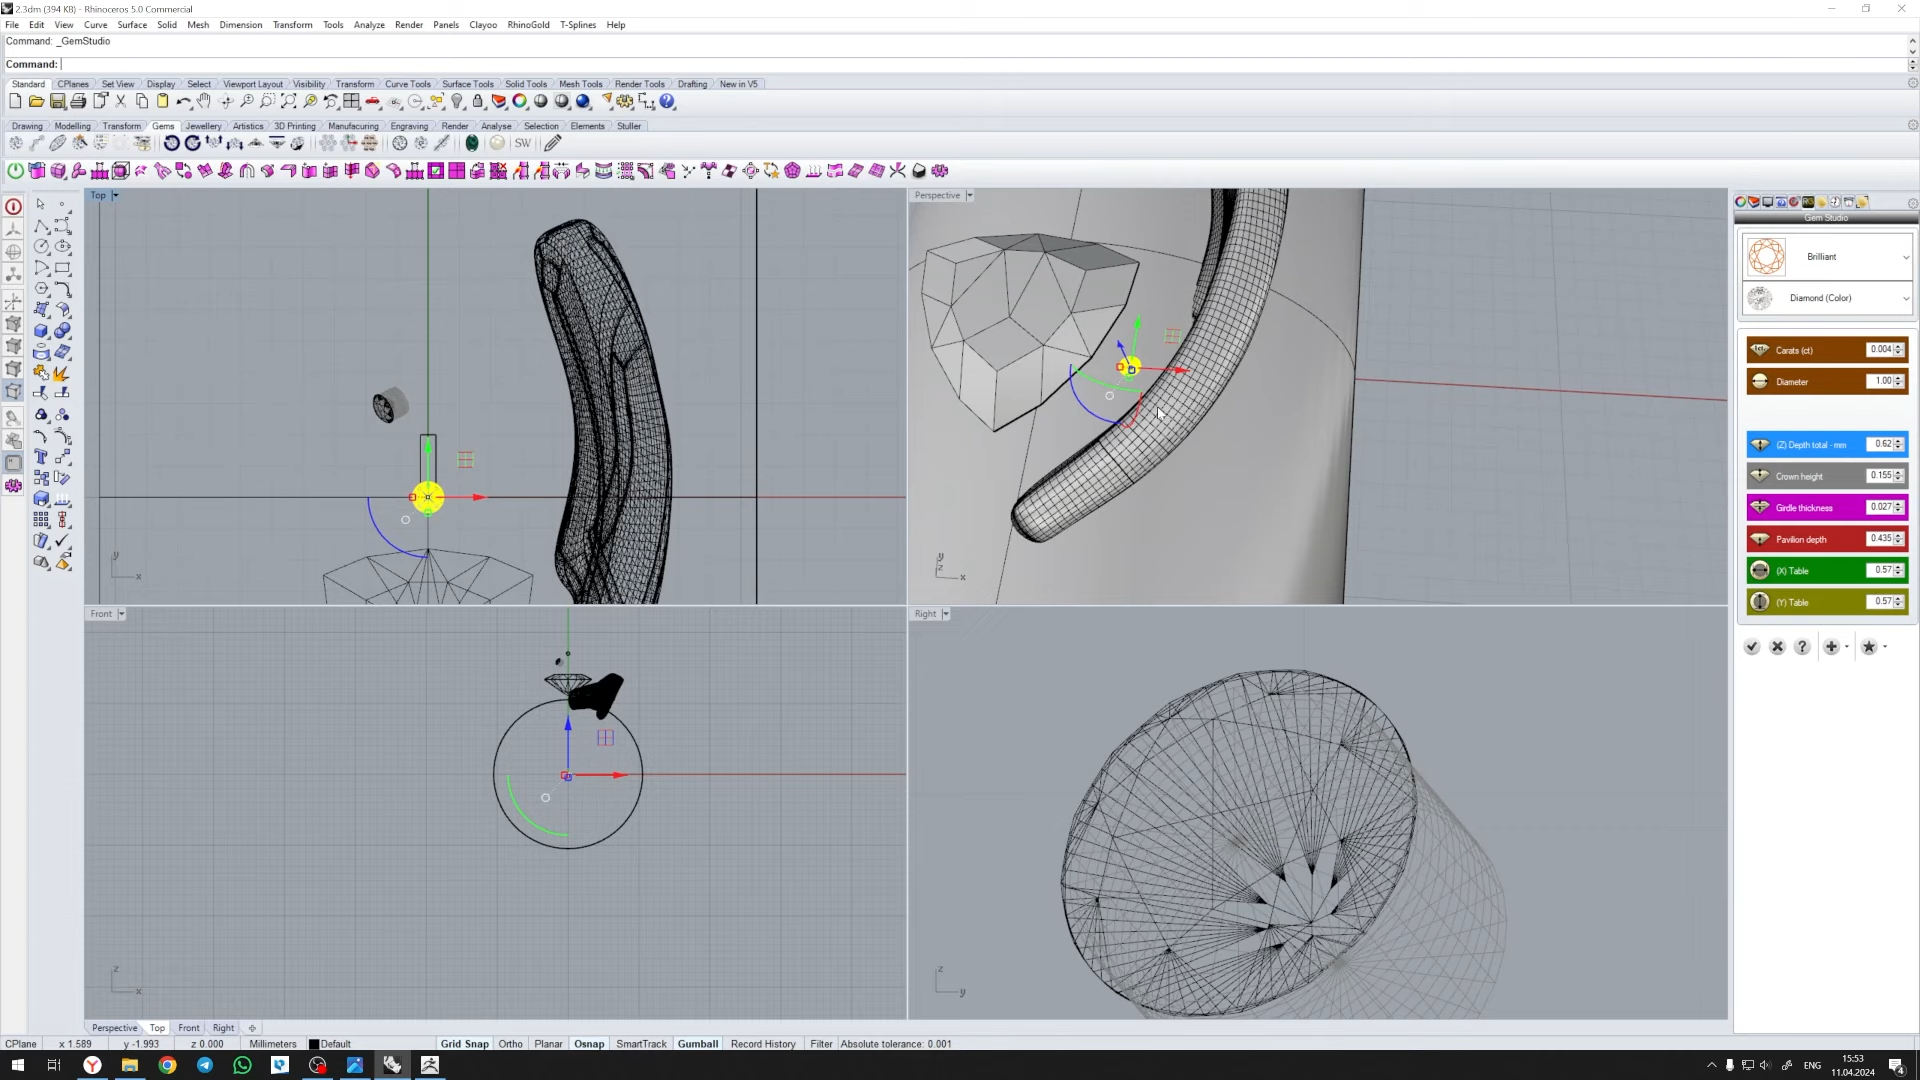 2.3dm (394 KB) - Rhinoceros 5.0 Commercial
File Edit View Curve Surface Solid Mesh Dimension Transform Tools Analyze Render Panels Clayoo RhinoGold T-Splines Help
Command: _GemStudio
Command:
Standard CPlanes Set View Display Select Viewport Layout Visibility Transform Curve Tools Surface Tools Solid Tools Mesh Tools Render Tools Drafting New in V5
Drawing Modelling Transform Gems Jewellery Artistics 3D Printing Manufacuring Engraving Render Analyse Selection Elements Stuller
SW
Top
Perspective
Gem Studio
Brilliant
Diamond (Color)
Carats (ct) 0.004
Diameter 1.00
(Z) Depth total - mm 0.62
Crown height 0.155
Girdle thickness 0.027
Pavilion depth 0.435
(X) Table 0.57
(Y) Table 0.57
y
x
y
z
x
Front
Right
z
x
z
y
Perspective Top Front Right
CPlane x 1.589 y -1.993 z 0.000 Millimeters Default Grid Snap Ortho Planar Osnap SmartTrack Gumball Record History Filter Absolute tolerance: 0.001
ENG
15:53
11.04.2024
4